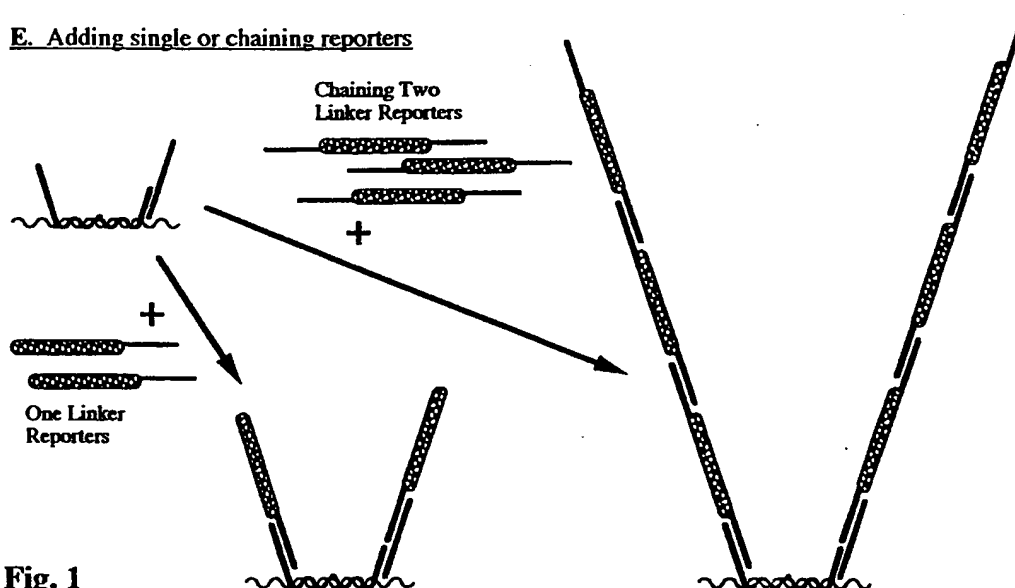 E. Adding single or chaining reporters
Chaining Two
Linker Reporters
+
+
One Linker
Reporters
Fig. 1